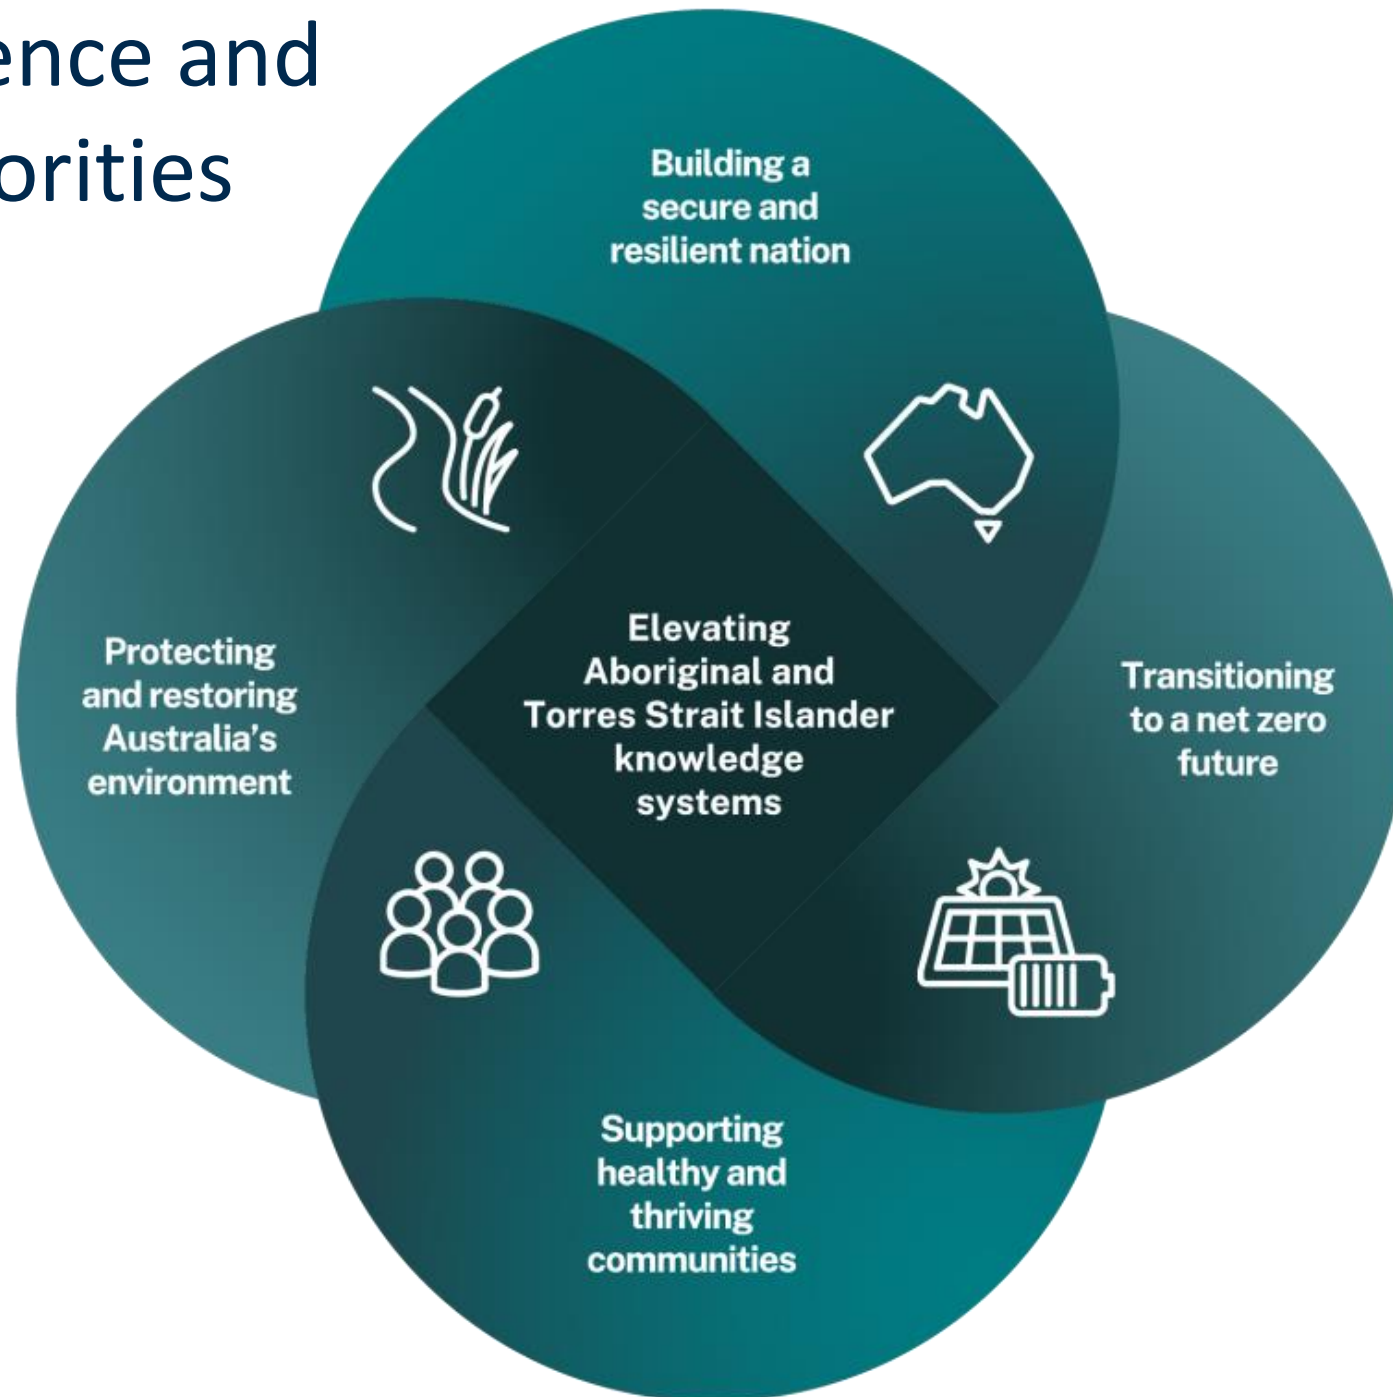 ence and
orities
Building a
secure and
resilient nation
Protecting
and restoring
Australia's
environment
Elevating
Aboriginal and
Torres Strait Islander
knowledge
systems
Transitioning
to a net zero
future
Supporting
healthy and
thriving
communities